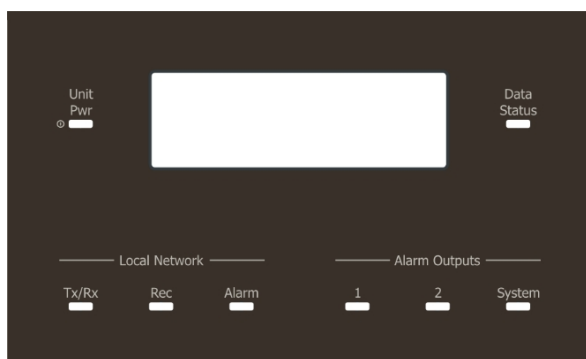 Unit
Pwr
Data
Status
Local Network
Alarm Outputs
Tx/Rx
Rec
Alarm
1
2
System